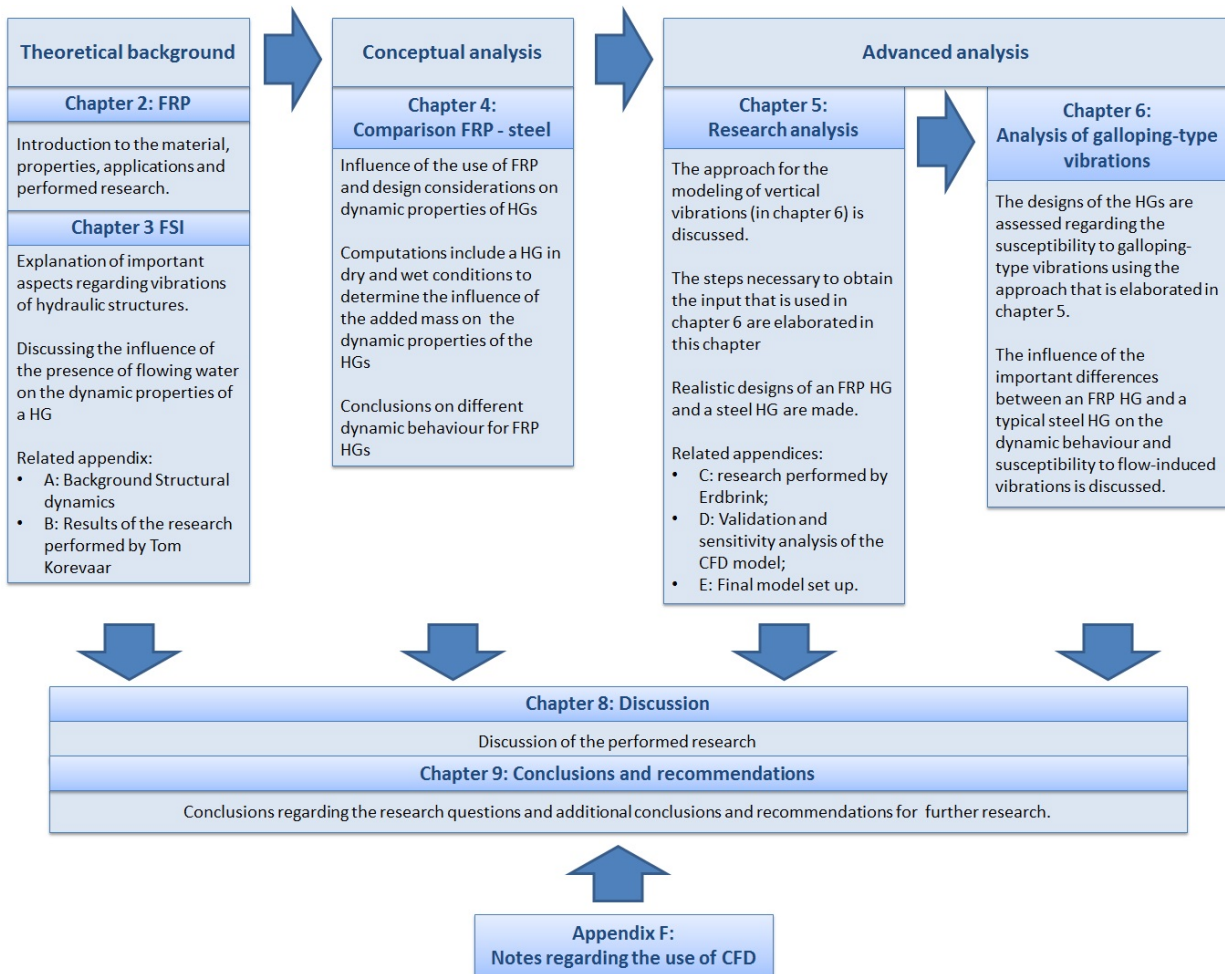 Theoretical background
Chapter 2: FRP
Introduction to the material,
properties, applications and
performed research.
Chapter 3 FSI
Explanation of important
aspects regarding vibrations
of hydraulic structures.
Discussing the influence of
the presence of flowing water
on the dynamic properties of
a HG
Related appendix:
• A: Background Structural
dynamics
• B: Results of the research
performed by Tom
Korevaar
Conceptual analysis
Chapter 4:
Comparison FRP - steel
Influence of the use of FRP
and design considerations on
dynamic properties of HGs
Computations include a HG in
dry and wet conditions to
determine the influence of
the added mass on the
dynamic properties of the
HGs
Conclusions on different
dynamic behaviour for FRP
HGs
Advanced analysis
Chapter 5:
Research analysis
The approach for the
modeling of vertical
vibrations (in chapter 6) is
discussed.
The steps necessary to obtain
the input that is used in
chapter 6 are elaborated in
this chapter
Realistic designs of an FRP HG
and a steel HG are made.
Related appendices:
• C: research performed by
Erdbrink;
• D: Validation and
sensitivity analysis of the
CFD model;
• E: Final model set up.
Chapter 6:
Analysis of galloping-type
vibrations
The designs of the HGs are
assessed regarding the
susceptibility to galloping-
type vibrations using the
approach that is elaborated in
chapter 5.
The influence of the
important differences
between an FRP HG and a
typical steel HG on the
dynamic behaviour and
susceptibility to flow-induced
vibrations is discussed.
Chapter 8: Discussion
Discussion of the performed research
Chapter 9: Conclusions and recommendations
Conclusions regarding the research questions and additional conclusions and recommendations for further research.
Appendix F:
Notes regarding the use of CFD